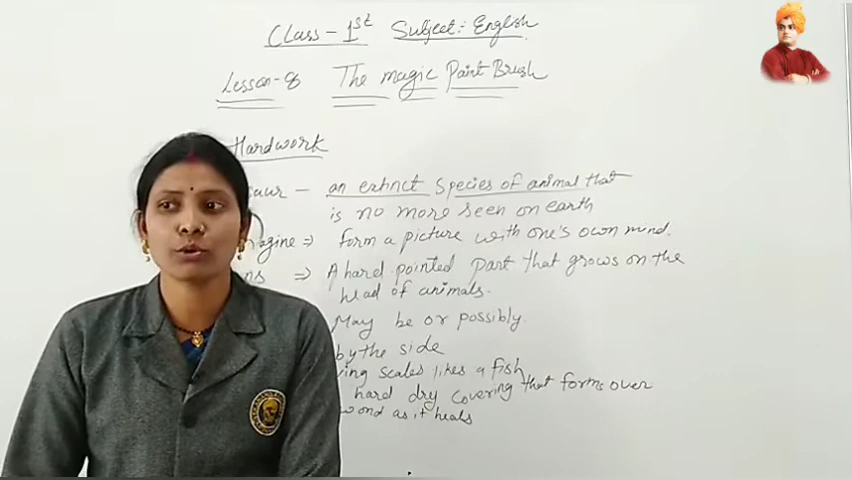 Class - 1st Subject: English
Lesson-8 The magic Paint Brush
Hardwork
saur - an extinct Species of animal that
is no more seen on earth
agine => form a picture with one's own mind.
ns => A hard pointed part that grows on the
head of animals.
May be or possibly.
by the side
ving scales likes a fish
hard dry covering that forms over
wond as it heals